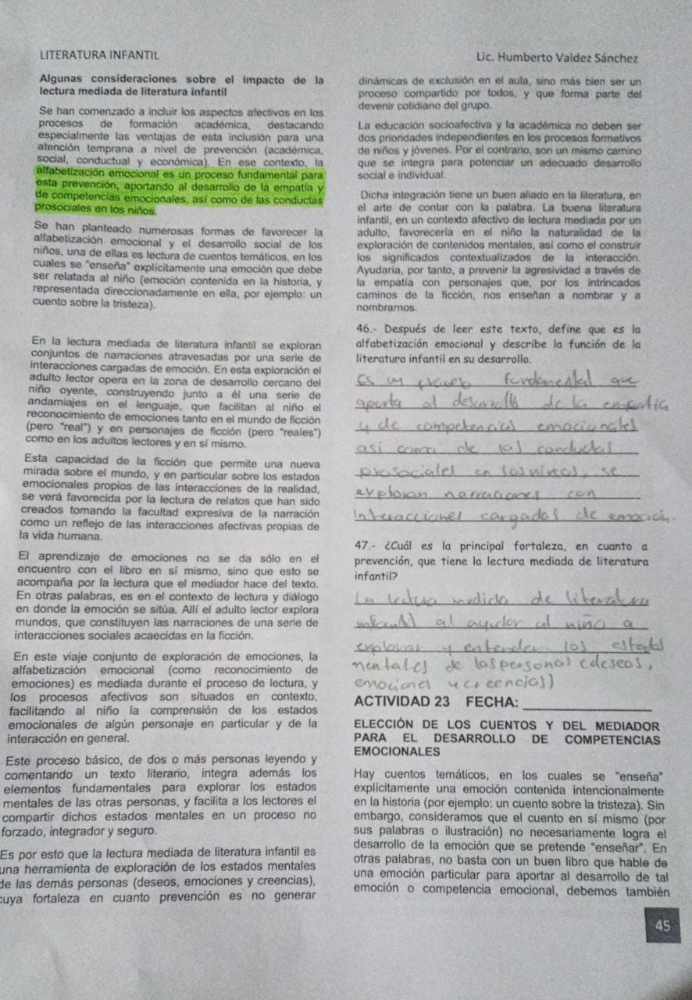 LITERATURA INFANTIL
Lic. Humberto Valdez Sánchez
Algunas consideraciones sobre el impacto de la
lectura mediada de literatura infantil
Se han comenzado a incluir los aspectos afectivos en los
procesos de formación académica, destacando
especialmente las ventajas de esta inclusión para una
atención temprana a nivel de prevención (académica,
social, conductual y económica). En ese contexto, la
alfabetización emocional es un proceso fundamental para
esta prevención, aportando al desarrollo de la empatía y
de competencias emocionales, así como de las conductas
prosociales en los niños.
Se han planteado numerosas formas de favorecer la
alfabetización emocional y el desarrollo social de los
niños, una de ellas es lectura de cuentos temáticos, en los
cuales se "enseña" explícitamente una emoción que debe
ser relatada al niño (emoción contenida en la historia, y
representada direccionadamente en ella, por ejemplo: un
cuento sobre la tristeza).
En la lectura mediada de literatura infantil se exploran
conjuntos de narraciones atravesadas por una serie de
interacciones cargadas de emoción. En esta exploración el
adulto lector opera en la zona de desarrollo cercano del
niño oyente, construyendo junto a él una serie de
andamiajes en el lenguaje, que facilitan al niño el
reconocimiento de emociones tanto en el mundo de ficción
(pero "real") y en personajes de ficción (pero "reales")
como en los adultos lectores y en sí mismo.
Esta capacidad de la ficción que permite una nueva
mirada sobre el mundo, y en particular sobre los estados
emocionales propios de las interacciones de la realidad,
se verá favorecida por la lectura de relatos que han sido
creados tomando la facultad expresiva de la narración
como un reflejo de las interacciones afectivas propias de
la vida humana.
El aprendizaje de emociones no se da sólo en el
encuentro con el libro en sí mismo, sino que esto se
acompaña por la lectura que el mediador hace del texto.
En otras palabras, es en el contexto de lectura y diálogo
en donde la emoción se sitúa. Allí el adulto lector explora
mundos, que constituyen las narraciones de una serie de
interacciones sociales acaecidas en la ficción.
En este viaje conjunto de exploración de emociones, la
alfabetización emocional (como reconocimiento de
emociones) es mediada durante el proceso de lectura, y
los procesos afectivos son situados en contexto,
facilitando al niño la comprensión de los estados
emocionales de algún personaje en particular y de la
interacción en general.
Este proceso básico, de dos o más personas leyendo y
comentando un texto literario, integra además los
elementos fundamentales para explorar los estados
mentales de las otras personas, y facilita a los lectores el
compartir dichos estados mentales en un proceso no
forzado, integrador y seguro.
Es por esto que la lectura mediada de literatura infantil es
una herramienta de exploración de los estados mentales
de las demás personas (deseos, emociones y creencias),
cuya fortaleza en cuanto prevención es no generar
dinámicas de exclusión en el aula, sino más bien ser un
proceso compartido por todos, y que forma parte del
devenir cotidiano del grupo.
La educación socioafectiva y la académica no deben ser
dos prioridades independientes en los procesos formativos
de niños y jóvenes. Por el contrario, son un mismo camino
que se integra para potenciar un adecuado desarrollo
social e individual.
Dicha integración tiene un buen aliado en la literatura, en
el arte de contar con la palabra. La buena literatura
infantil, en un contexto afectivo de lectura mediada por un
adulto, favorecería en el niño la naturalidad de la
exploración de contenidos mentales, así como el construir
los significados contextualizados de la interacción.
Ayudaría, por tanto, a prevenir la agresividad a través de
la empatía con personajes que, por los intrincados
caminos de la ficción, nos enseñan a nombrar y a
nombrarnos.
46.- Después de leer este texto, define que es la
alfabetización emocional y describe la función de la
literatura infantil en su desarrollo.
Es un proceso fundamental que
aporta al desarrollo de la empatia
y de competencias emocionales
así como de las conductas
prosociales en los niños, se
exploran narraciones con
Interacciones cargadas de emoción.
47.- ¿Cuál es la principal fortaleza, en cuanto a
prevención, que tiene la lectura mediada de literatura
infantil?
La lectura medida de literatura
infantil al ayudar al niño a
explorar y entender los estados
mentales de las personas (deseos,
emociones y creencias)
ACTIVIDAD 23 FECHA:
ELECCIÓN DE LOS CUENTOS Y DEL MEDIADOR
PARA EL DESARROLLO DE COMPETENCIAS
EMOCIONALES
Hay cuentos temáticos, en los cuales se "enseña"
explícitamente una emoción contenida intencionalmente
en la historia (por ejemplo: un cuento sobre la tristeza). Sin
embargo, consideramos que el cuento en sí mismo (por
sus palabras o ilustración) no necesariamente logra el
desarrollo de la emoción que se pretende "enseñar". En
otras palabras, no basta con un buen libro que hable de
una emoción particular para aportar al desarrollo de tal
emoción o competencia emocional, debemos también
45